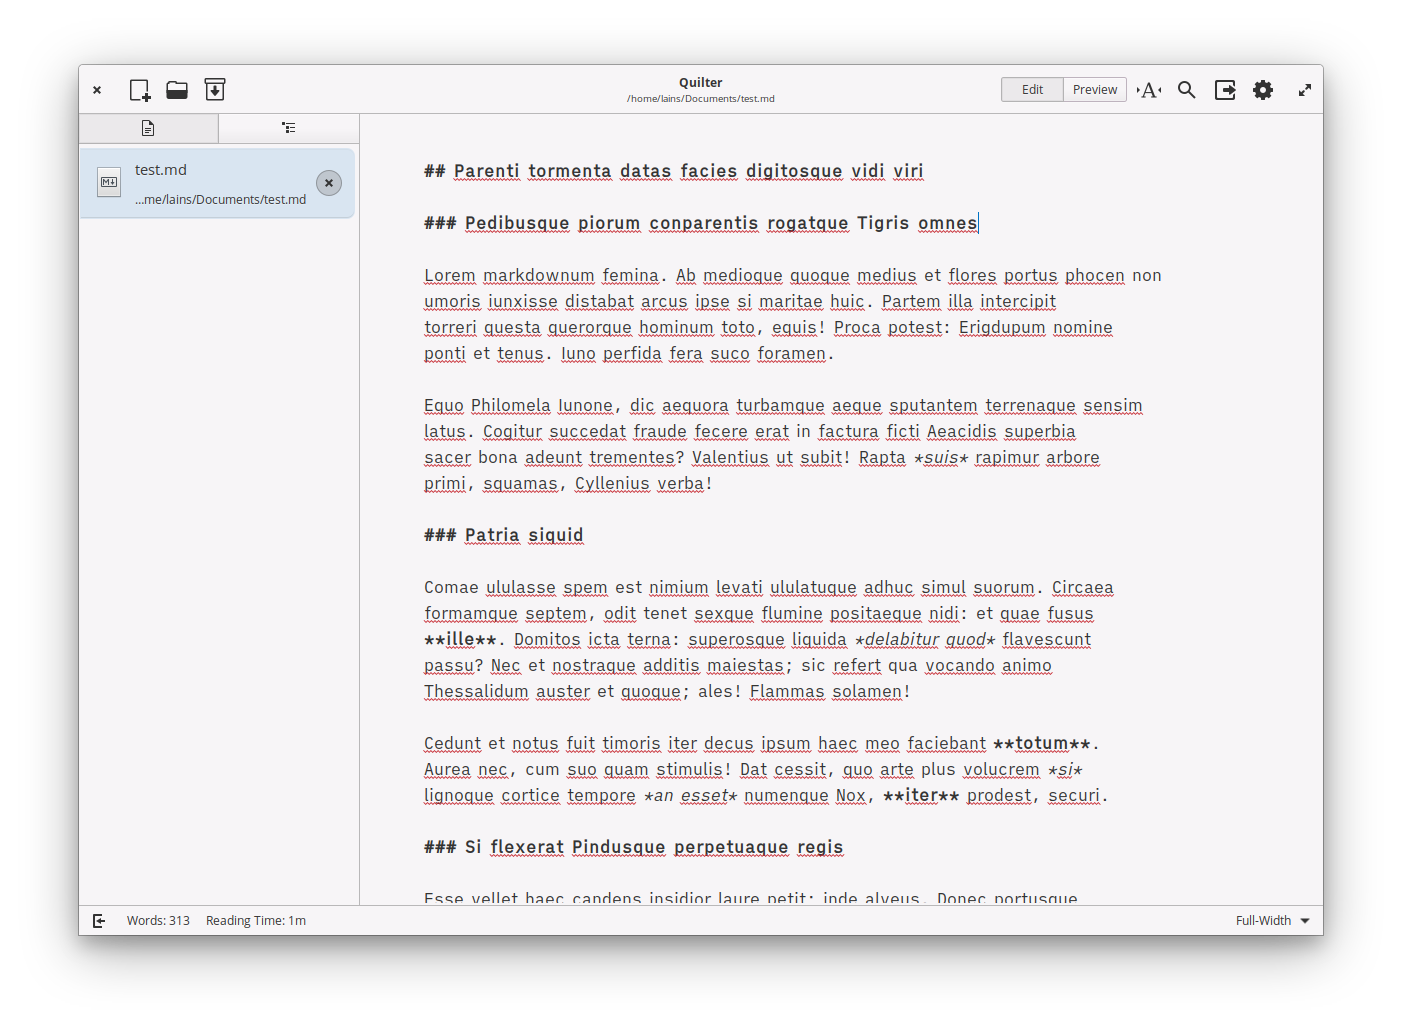 Quilter
/home/lains/Documents/test.md
Edit
Preview
A
test.md
...me/lains/Documents/test.md
## Parenti tormenta datas facies digitosque vidi viri
### Pedibusque piorum conparentis rogatque Tigris omnes
Lorem markdownum femina. Ab medioque quoque medius et flores portus phocen non
umoris iunxisse distabat arcus ipse si maritae huic. Partem illa intercipit
torreri questa querorque hominum toto, equis! Proca potest: Erigdupum nomine
ponti et tenus. Iuno perfida fera suco foramen.
Equo Philomela Iunone, dic aequora turbamque aeque sputantem terrenaque sensim
latus. Cogitur succedat fraude fecere erat in factura ficti Aeacidis superbia
sacer bona adeunt trementes? Valentius ut subit! Rapta *suis* rapimur arbore
primi, squamas, Cyllenius verba!
### Patria siquid
Comae ululasse spem est nimium levati ululatuque adhuc simul suorum. Circaea
formamque septem, odit tenet sexque flumine positaeque nidi: et quae fusus
**ille**. Domitos icta terna: superosque liquida *delabitur quod* flavescunt
passu? Nec et nostraque additis maiestas; sic refert qua vocando animo
Thessalidum auster et quoque; ales! Flammas solamen!
Cedunt et notus fuit timoris iter decus ipsum haec meo faciebant **totum**.
Aurea nec, cum suo quam stimulis! Dat cessit, quo arte plus volucrem *si*
lignoque cortice tempore *an esset* numenque Nox, **iter** prodest, securi.
### Si flexerat Pindusque perpetuaque regis
Esse vellet haec candens insidior laure petit: inde alveus. Donec portusque
Words: 313
Reading Time: 1m
Full-Width